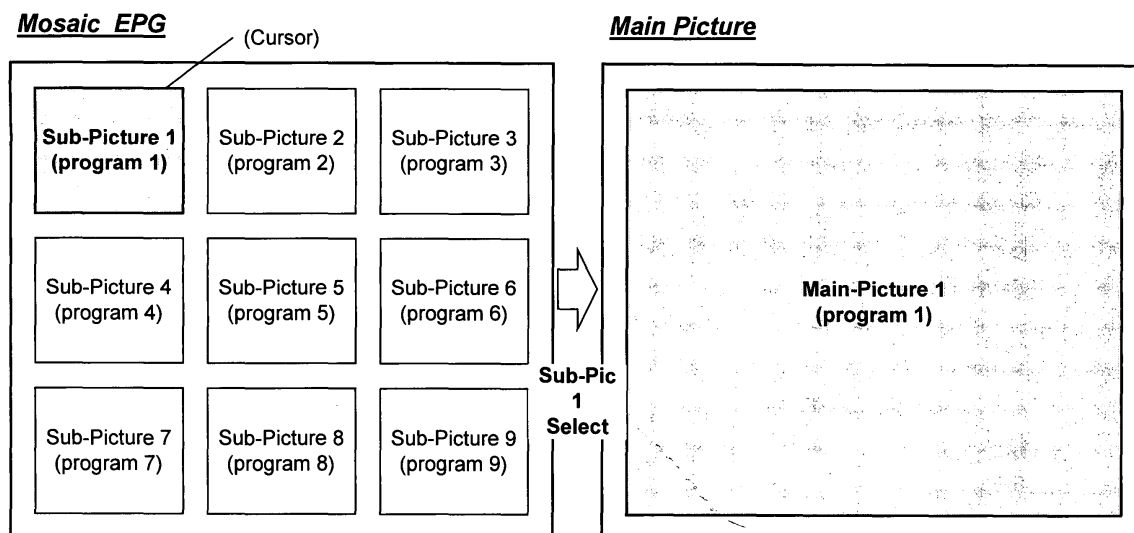 Mosaic EPG
(Cursor)
Main Picture
Sub-Picture 1
(program 1)
Sub-Picture 2
(program 2)
Sub-Picture 3
(program 3)
Sub-Picture 4
(program 4)
Sub-Picture 5
(program 5)
Sub-Picture 6
(program 6)
Sub-Picture 7
(program 7)
Sub-Picture 8
(program 8)
Sub-Picture 9
(program 9)
Sub-Pic
1
Select
Main-Picture 1
(program 1)